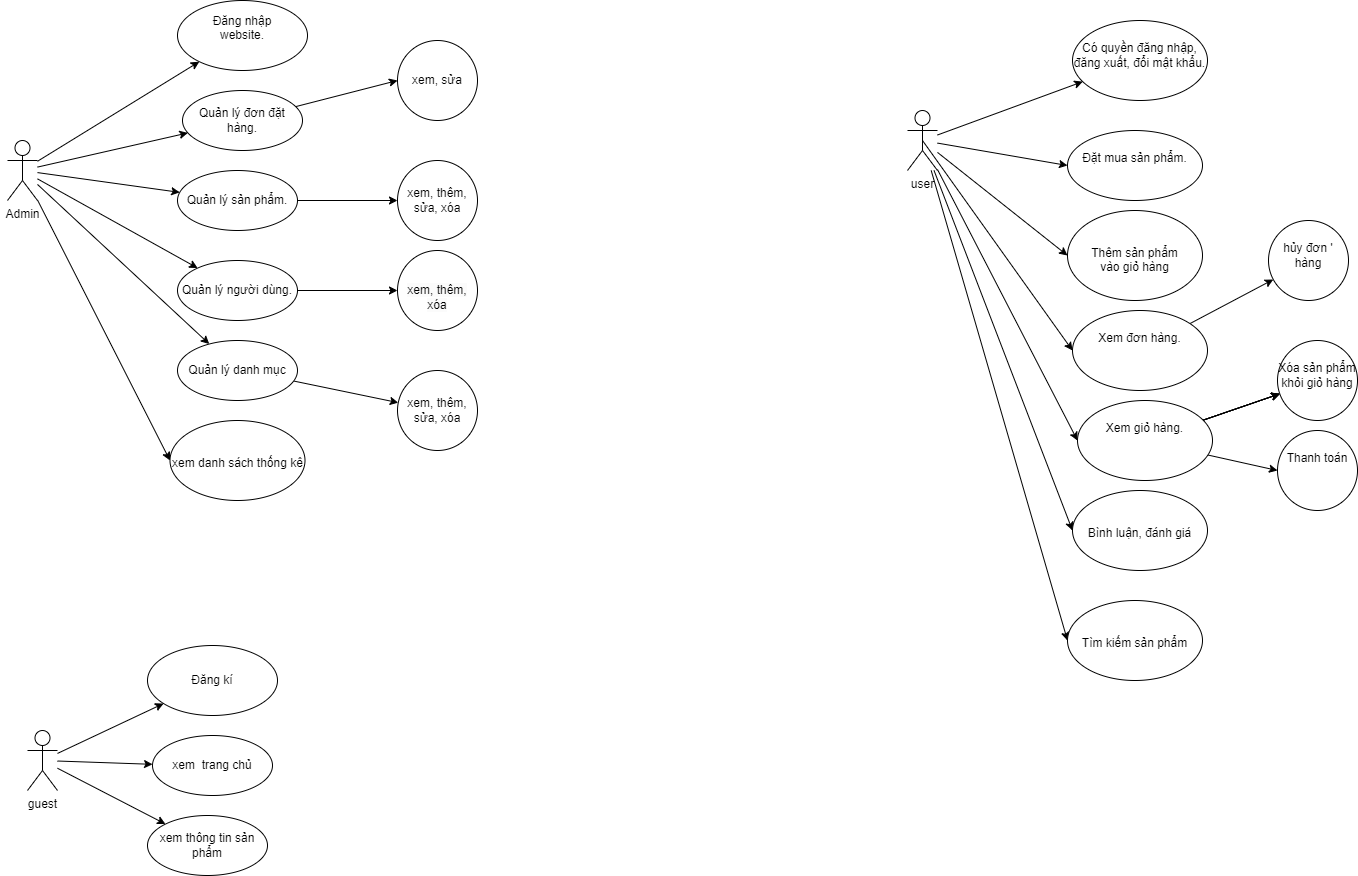 Đăng nhập
website.
Quản lý đơn đặt
hàng.
xem, sửa
Admin
Quản lý sản phẩm.
xem, thêm,
sửa, xóa
Quản lý người dùng.
xem, thêm,
xóa
Quản lý danh mục
xem, thêm,
sửa, xóa
xem danh sách thống kê
Có quyền đăng nhập,
đăng xuất, đổi mật khẩu.
user
Đặt mua sản phẩm.
Thêm sản phẩm
vào giỏ hàng
Xem đơn hàng.
hủy đơn '
hàng
Xem giỏ hàng.
Xóa sản phẩm
khỏi giỏ hàng
Thanh toán
Bình luận, đánh giá
Tìm kiếm sản phẩm
guest
Đăng kí
xem  trang chủ
xem thông tin sản
phẩm